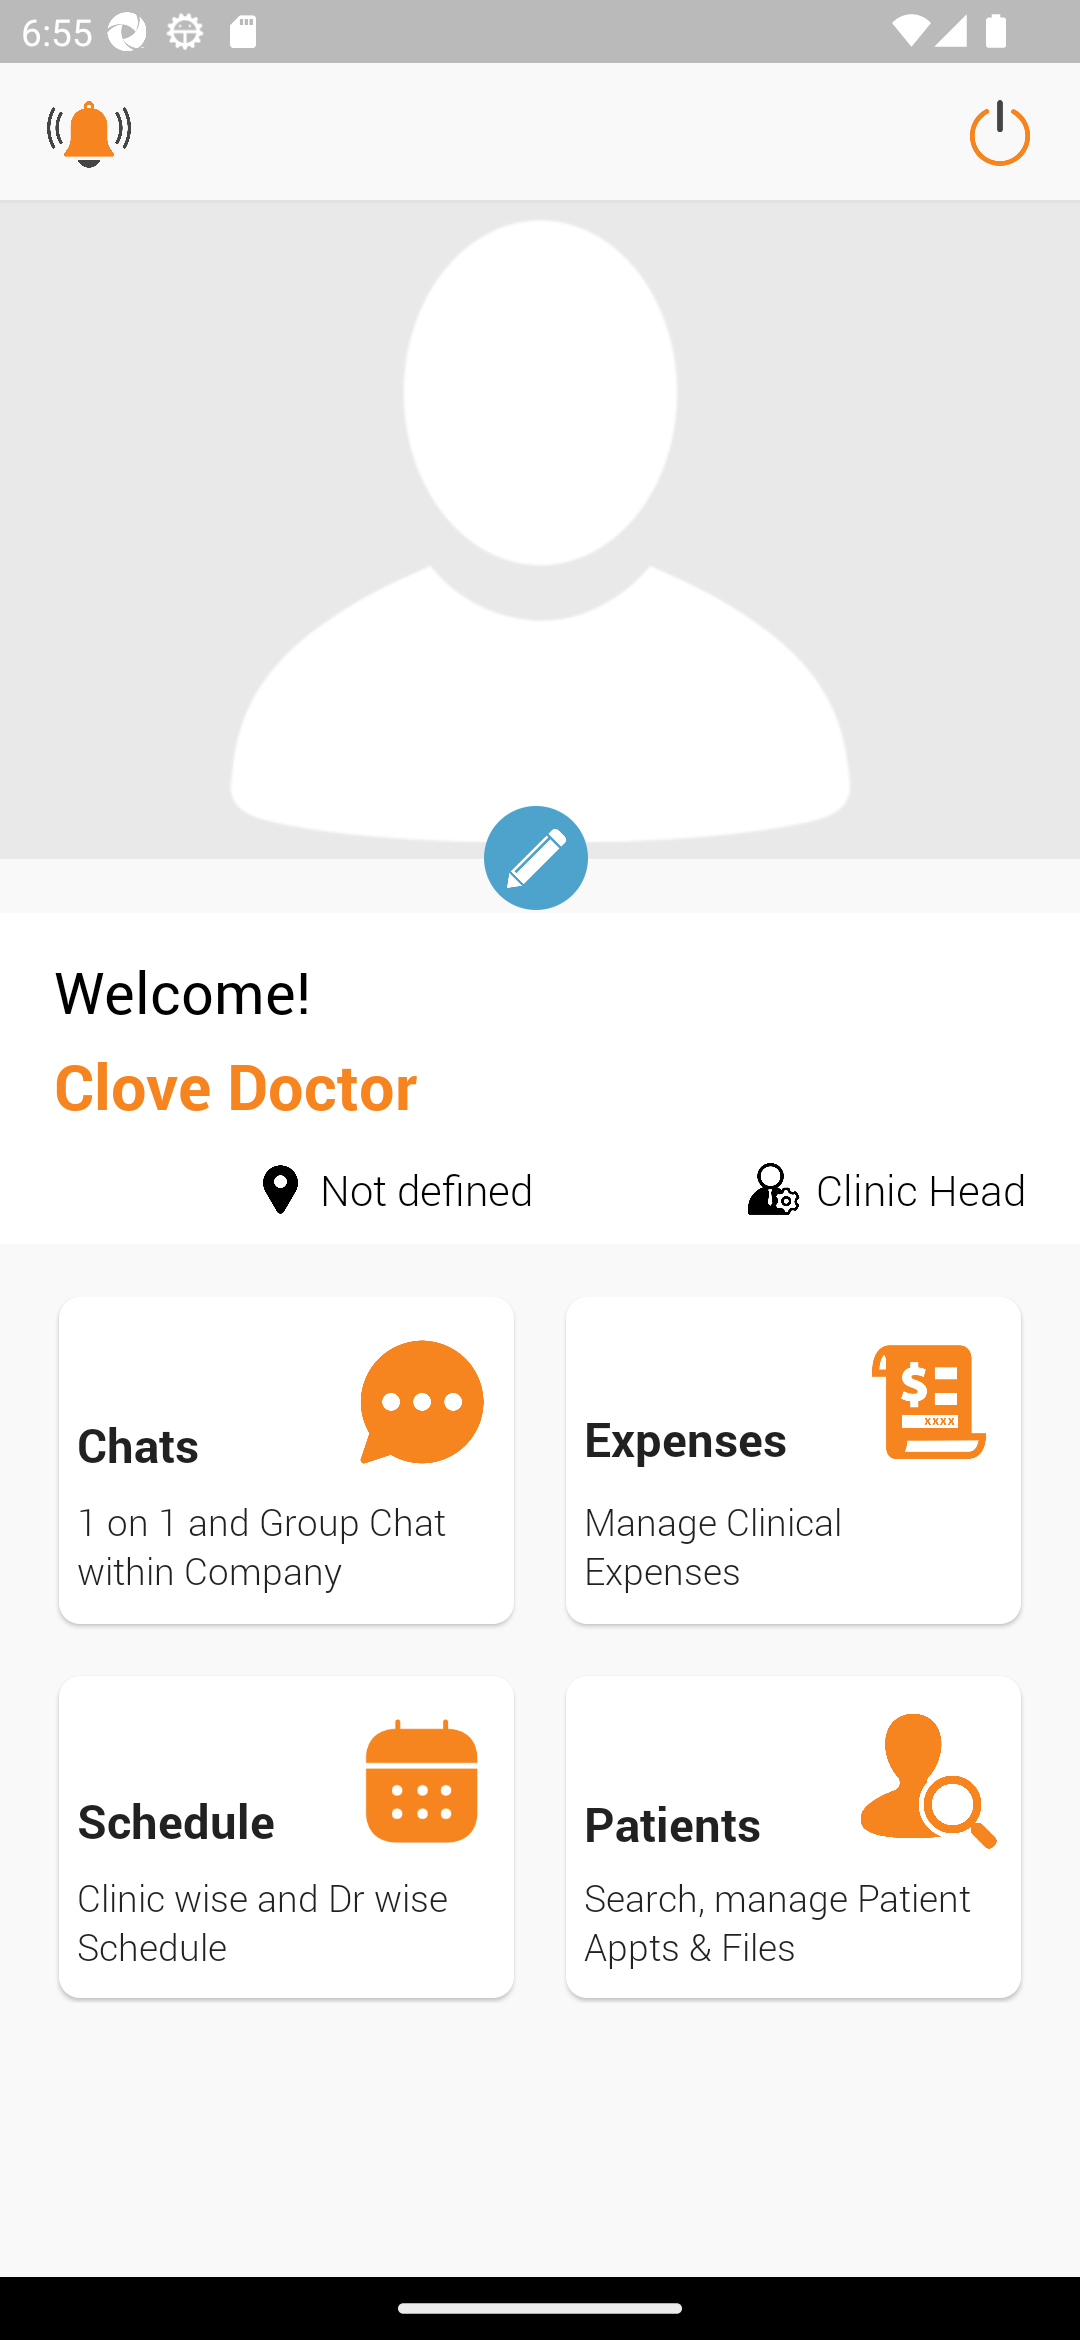 6:55
Welcome!
Clove Doctor
Not defined
Clinic Head
Chats
1 on 1 and Group Chat
within Company
Expenses
$
xxxx
Manage Clinical
Expenses
Schedule
Clinic wise and Dr wise
Schedule
Patients
Search, manage Patient
Appts & Files